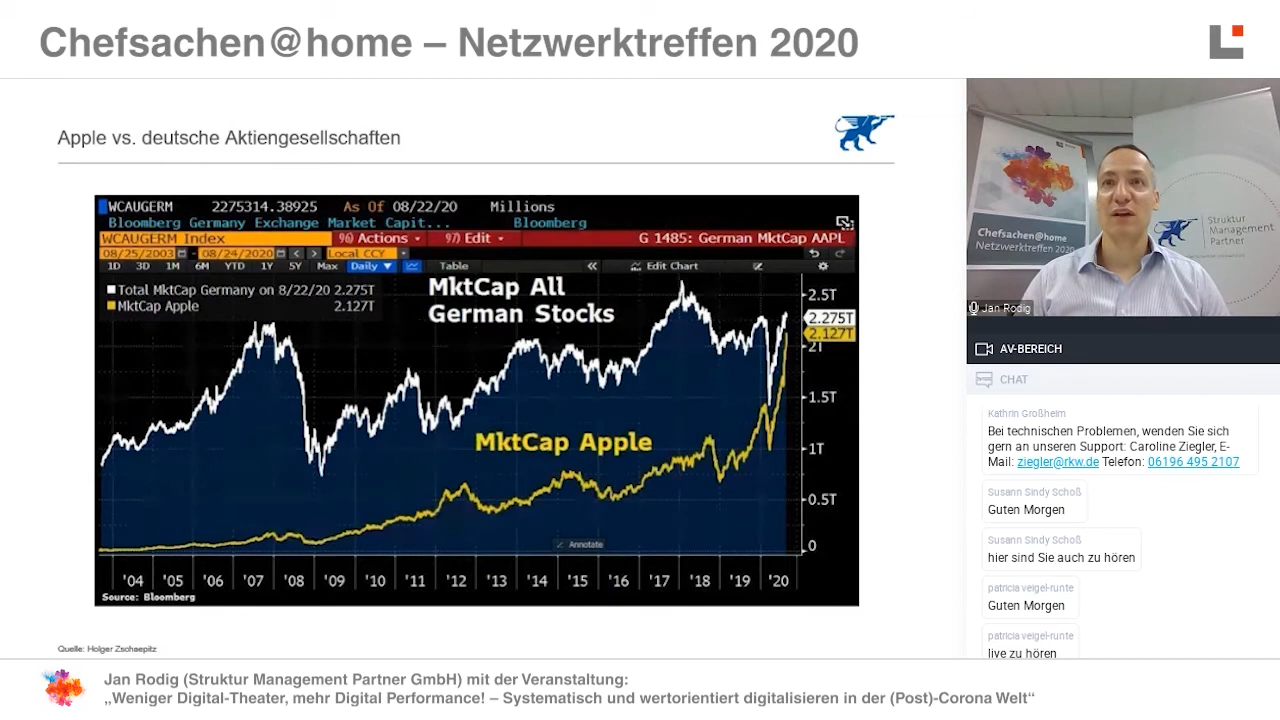 Chefsachen@home – Netzwerktreffen 2020
Apple vs. deutsche Aktiengesellschaften
WCAUGERM 2275314.38925 As Of 08/22/20 Millions
Bloomberg Germany Exchange Market Capit... Bloomberg
WCAUGERM Index 96) Actions 97) Edit G 1485: German MktCap AAPL
08/25/2003 - 08/24/2020 Local CCY
1D 3D 1M 6M YTD 1Y 5Y Max Daily Table Edit Chart
Total MktCap Germany on 8/22/20 2.275T
MktCap Apple 2.127T
MktCap All
German Stocks
MktCap Apple
2.5T
2.275T
2.127T
2T
1.5T
1T
0.5T
0
Annotate
'04 '05 '06 '07 '08 '09 '10 '11 '12 '13 '14 '15 '16 '17 '18 '19 '20
Source: Bloomberg
Quelle: Holger Zschaepitz
Chefsachen@home
Netzwerktreffen 2020
Struktur
Management
Partner
Jan Rodig
AV-BEREICH
CHAT
Kathrin Großheim
Bei technischen Problemen, wenden Sie sich
gern an unseren Support: Caroline Ziegler, E-
Mail: ziegler@rkw.de Telefon: 06196 495 2107
Susann Sindy Schoß
Guten Morgen
Susann Sindy Schoß
hier sind Sie auch zu hören
patricia veigel-runte
Guten Morgen
patricia veigel-runte
live zu hören
Jan Rodig (Struktur Management Partner GmbH) mit der Veranstaltung:
„Weniger Digital-Theater, mehr Digital Performance! – Systematisch und wertorientiert digitalisieren in der (Post)-Corona Welt“